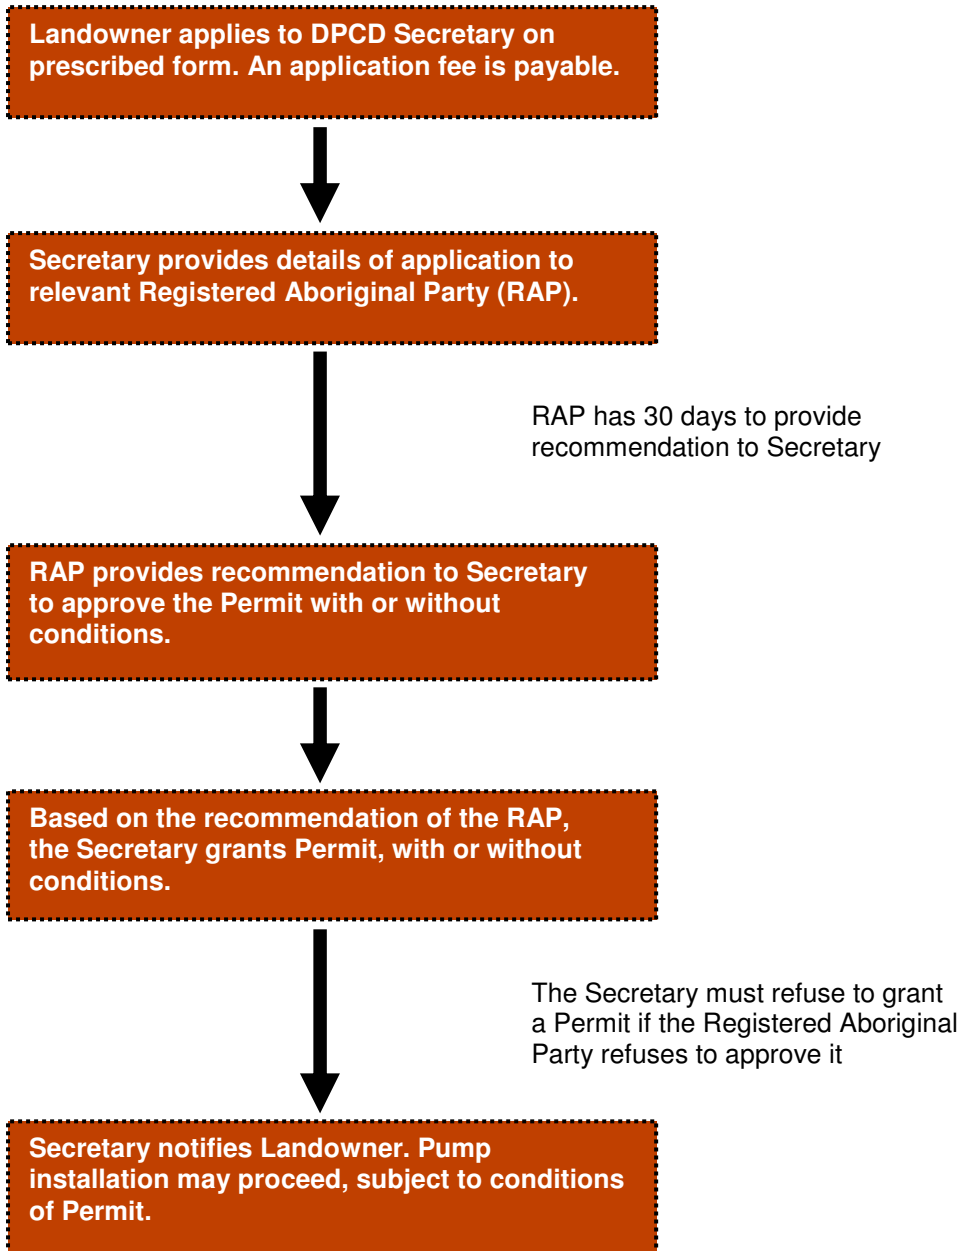 Landowner applies to DPCD Secretary on
prescribed form. An application fee is payable.
Secretary provides details of application to
relevant Registered Aboriginal Party (RAP).
RAP has 30 days to provide
recommendation to Secretary
RAP provides recommendation to Secretary
to approve the Permit with or without
conditions.
Based on the recommendation of the RAP,
the Secretary grants Permit, with or without
conditions.
The Secretary must refuse to grant
a Permit if the Registered Aboriginal
Party refuses to approve it
Secretary notifies Landowner. Pump
installation may proceed, subject to conditions
of Permit.